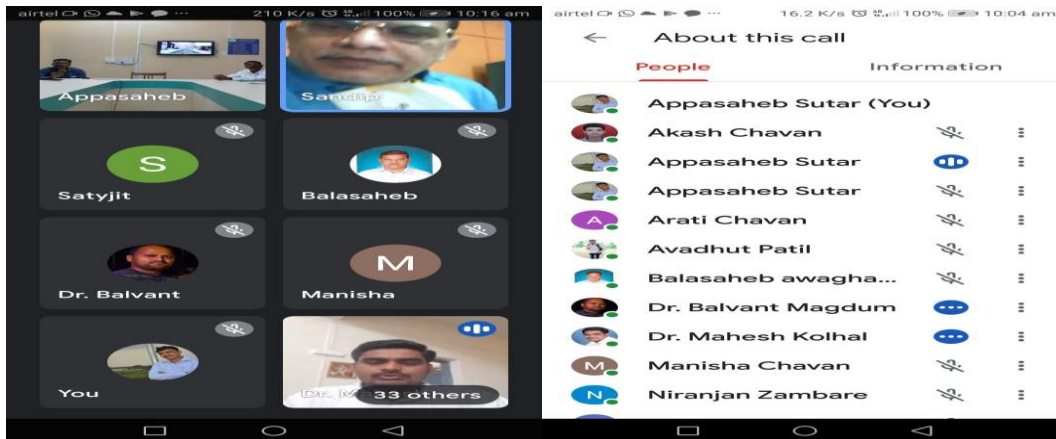 airtel ... 210 K/s 100% 10:16 am
Appasaheb
Sandip
S
Satyjit
Balasaheb
M
Dr. Balvant
Manisha
You
33 others
airtel ... 16.2 K/s 100% 10:04 am
About this call
People
Information
Appasaheb Sutar (You)
Akash Chavan
Appasaheb Sutar
Appasaheb Sutar
A
Arati Chavan
Avadhut Patil
Balasaheb awagha...
Dr. Balvant Magdum
Dr. Mahesh Kolhal
M
Manisha Chavan
N
Niranjan Zambare